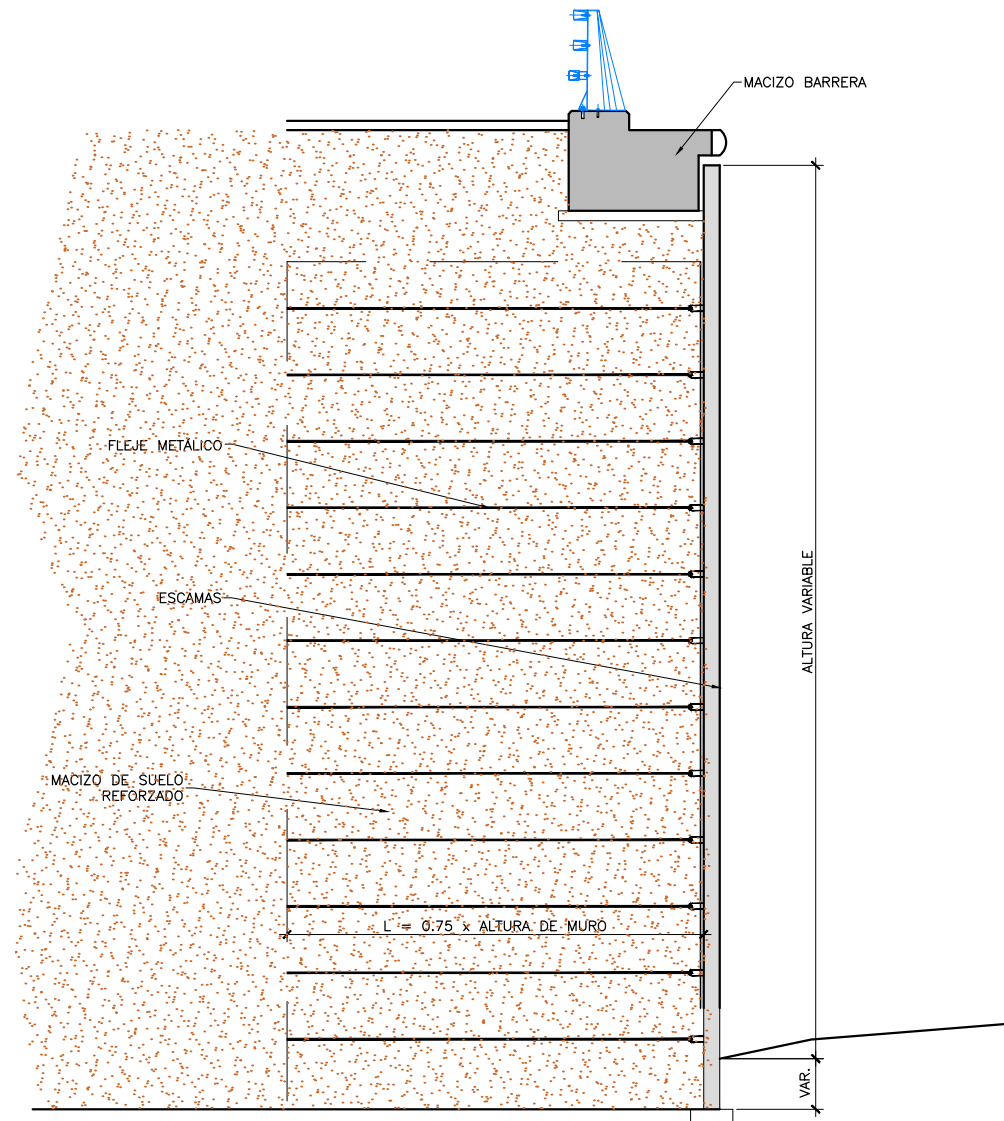 MACIZO BARRERA
FLEJE METÁLICO
ALTURA VARIABLE
ESCAMAS
MACIZO DE SUELO
REFORZADO
L = 0.75 x ALTURA DE MURO
VAR.